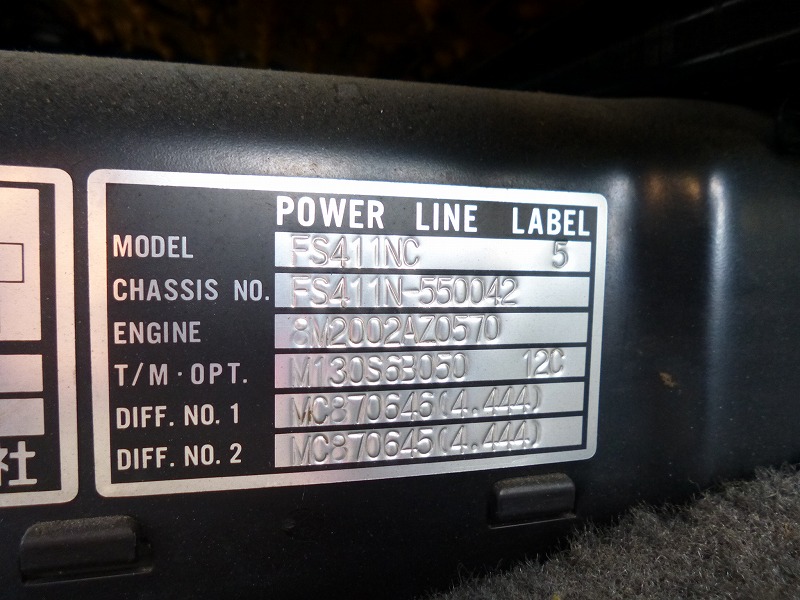 POWER LINE LABEL
MODEL FS411NC 5
CHASSIS NO. FS411N-550042
ENGINE 8M2002AZ0570
T/M·OPT. M130S6B050 12C
DIFF. NO. 1 MC870646(4.444)
DIFF. NO. 2 MC870645(4.444)
社